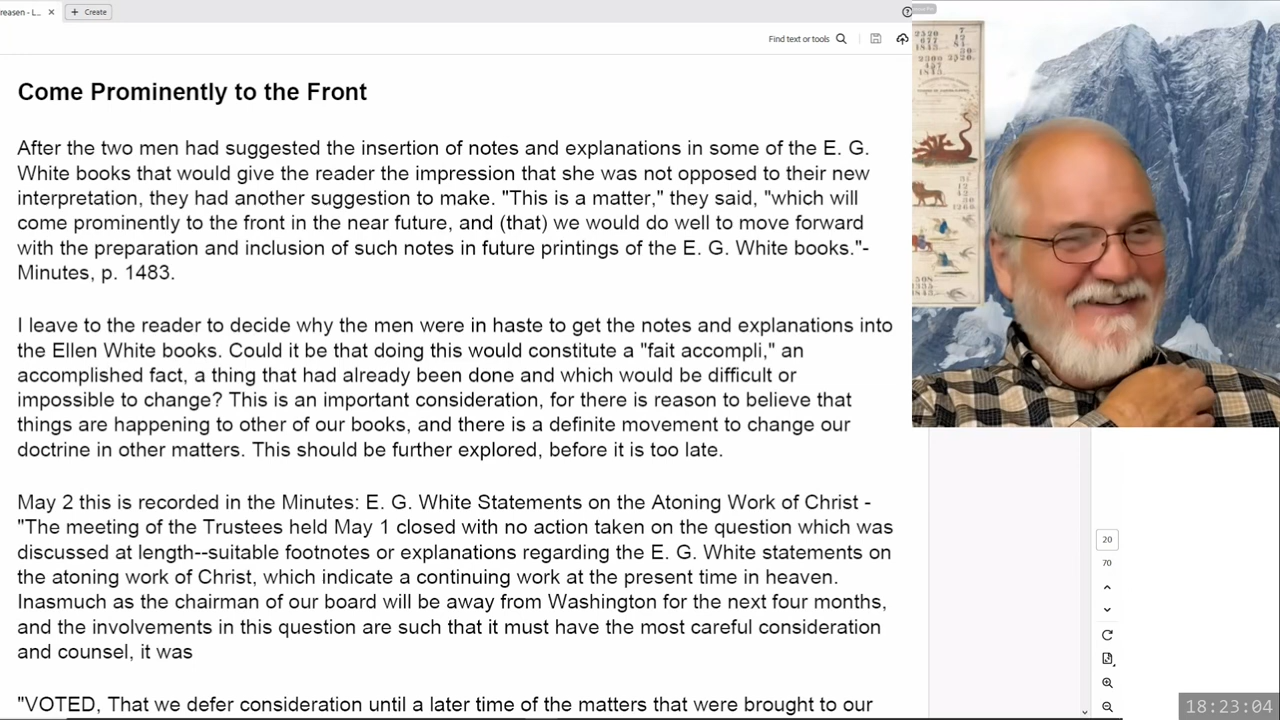 reasen - L...
Create
Find text or tools
Come Prominently to the Front
After the two men had suggested the insertion of notes and explanations in some of the E. G.
White books that would give the reader the impression that she was not opposed to their new
interpretation, they had another suggestion to make. "This is a matter," they said, "which will
come prominently to the front in the near future, and (that) we would do well to move forward
with the preparation and inclusion of such notes in future printings of the E. G. White books."-
Minutes, p. 1483.
I leave to the reader to decide why the men were in haste to get the notes and explanations into
the Ellen White books. Could it be that doing this would constitute a "fait accompli," an
accomplished fact, a thing that had already been done and which would be difficult or
impossible to change? This is an important consideration, for there is reason to believe that
things are happening to other of our books, and there is a definite movement to change our
doctrine in other matters. This should be further explored, before it is too late.
May 2 this is recorded in the Minutes: E. G. White Statements on the Atoning Work of Christ -
"The meeting of the Trustees held May 1 closed with no action taken on the question which was
discussed at length--suitable footnotes or explanations regarding the E. G. White statements on
the atoning work of Christ, which indicate a continuing work at the present time in heaven.
Inasmuch as the chairman of our board will be away from Washington for the next four months,
and the involvements in this question are such that it must have the most careful consideration
and counsel, it was
"VOTED, That we defer consideration until a later time of the matters that were brought to our
2520
677
1843
2300
457
1843
20
70
18:23:04